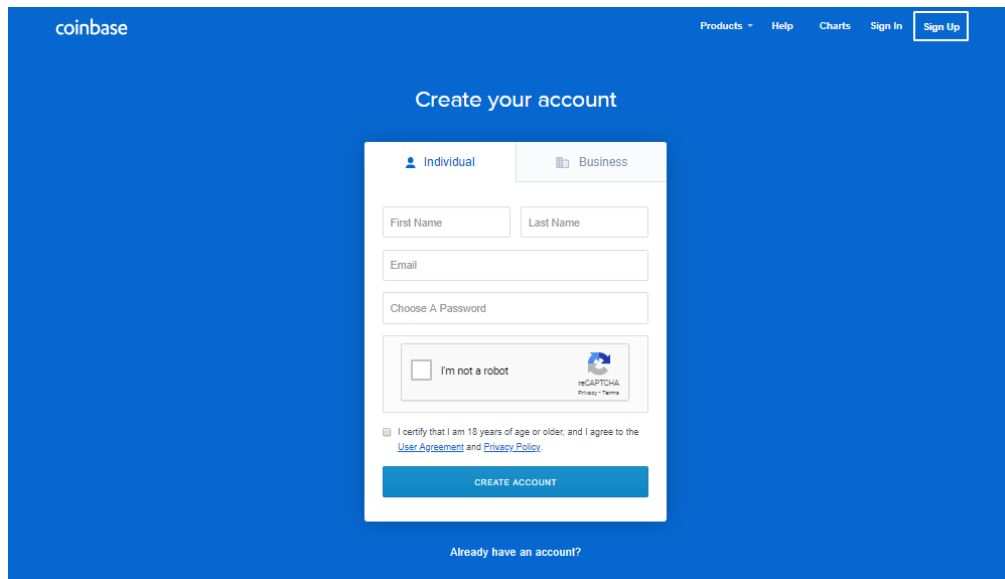 coinbase
Products Help Charts Sign In Sign Up
Create your account
Individual Business
First Name Last Name
Email
Choose A Password
I'm not a robot
reCAPTCHA
Privacy - Terms
I certify that I am 18 years of age or older, and I agree to the
User Agreement and Privacy Policy.
CREATE ACCOUNT
Already have an account?